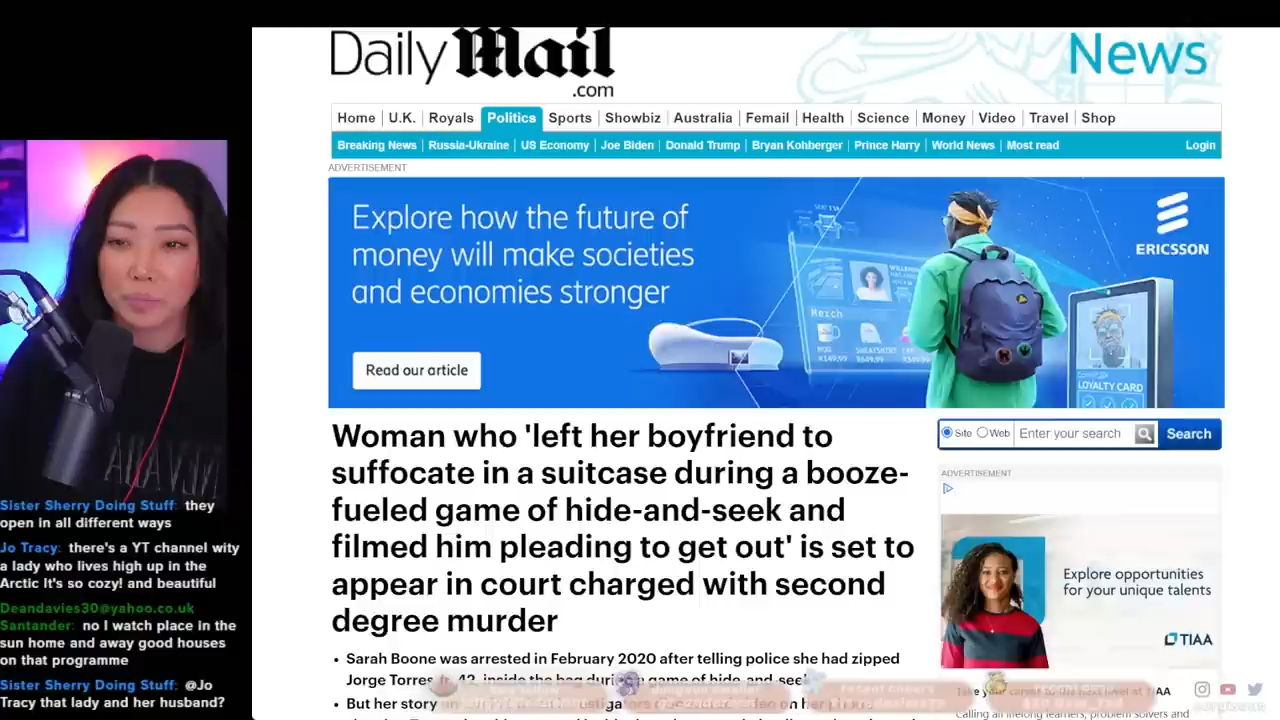 Daily Mail
.com
News
Home U.K. Royals Politics Sports Showbiz Australia Femail Health Science Money Video Travel Shop
Breaking News Russia-Ukraine US Economy Joe Biden Donald Trump Bryan Kohberger Prince Harry World News Most read Login
ADVERTISEMENT
Explore how the future of
money will make societies
and economies stronger
Read our article
ERICSSON
Merch
MUG
SWEATSHIRT
LOYALTY CARD
Woman who 'left her boyfriend to
suffocate in a suitcase during a booze-
fueled game of hide-and-seek and
filmed him pleading to get out' is set to
appear in court charged with second
degree murder
• Sarah Boone was arrested in February 2020 after telling police she had zipped
Jorge Torres
• But her story
Site Web Enter your search Search
ADVERTISEMENT
Explore opportunities
for your unique talents
TIAA
Sister Sherry Doing Stuff: they
open in all different ways
Jo Tracy: there's a YT channel wity
a lady who lives high up in the
Arctic It's so cozy! and beautiful
Deandavies30@yahoo.co.uk
Santander: no I watch place in the
sun home and away good houses
on that programme
Sister Sherry Doing Stuff: @Jo
Tracy that lady and her husband?